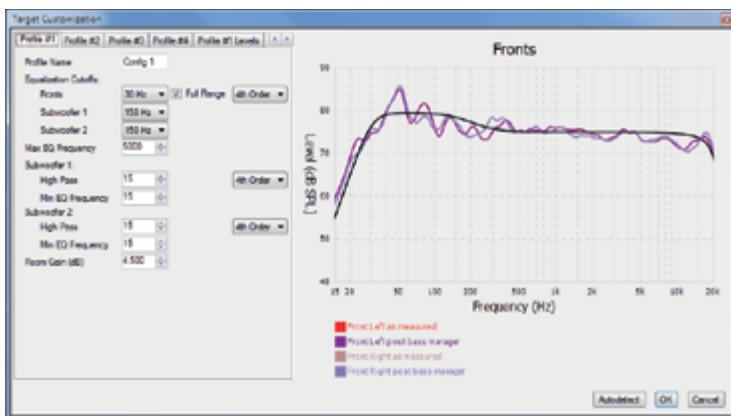 Target Customization
Profile #1 Profile #2 Profile #3 Profile #4 Profile #1 Levels
Profile Name Config 1
Equalization Cutoffs:
Fronts 30 Hz Full Range 4th Order
Subwoofer 1 150 Hz
Subwoofer 2 150 Hz
Max EQ Frequency 5000
Subwoofer 1:
High Pass 15 4th Order
Min EQ Frequency 15
Subwoofer 2:
High Pass 15 4th Order
Min EQ Frequency 15
Room Gain (dB) 4.500
Fronts
90
80
70
60
50
40
Level (dB SPL)
15 20 50 100 200 500 1k 2k 5k 10k 20k
Frequency (Hz)
Front Left as measured
Front Left post bass manager
Front Right as measured
Front Right post bass manager
Autodetect OK Cancel